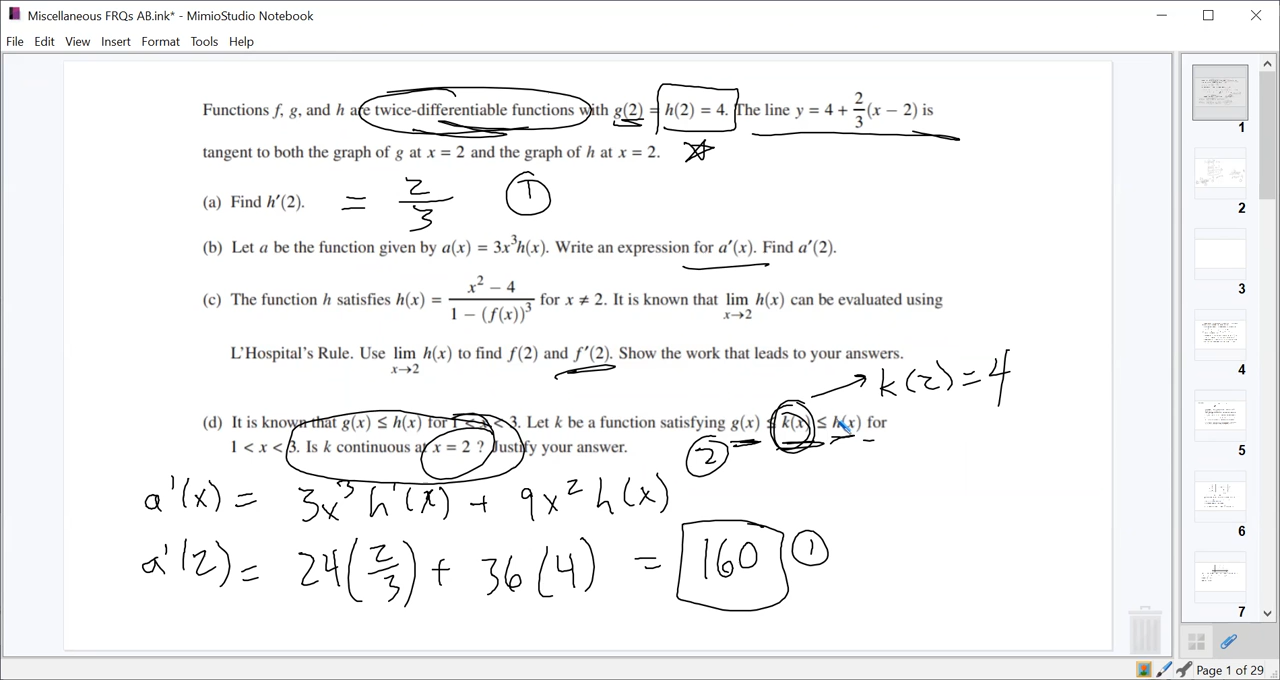 Miscellaneous FRQs AB.ink* - MimioStudio Notebook
File Edit View Insert Format Tools Help
Functions f, g, and h are twice-differentiable functions with g(2) = h(2) = 4. The line y = 4 + 2/3(x − 2) is
tangent to both the graph of g at x = 2 and the graph of h at x = 2.
(a) Find h′(2). = 2/3 1
(b) Let a be the function given by a(x) = 3x³h(x). Write an expression for a′(x). Find a′(2).
(c) The function h satisfies h(x) = (x² − 4)/(1 − (f(x))³) for x ≠ 2. It is known that lim x→2 h(x) can be evaluated using
L’Hospital’s Rule. Use lim x→2 h(x) to find f(2) and f′(2). Show the work that leads to your answers.
k(2) = 4
(d) It is known that g(x) ≤ h(x) for 1 < x < 3. Let k be a function satisfying g(x) ≤ k(x) ≤ h(x) for
1 < x < 3. Is k continuous at x = 2 ? Justify your answer.
2
a'(x) = 3x³ h'(x) + 9x² h(x)
a'(2) = 24(2/3) + 36(4) = 160 1
1
2
3
4
5
6
7
Page 1 of 29